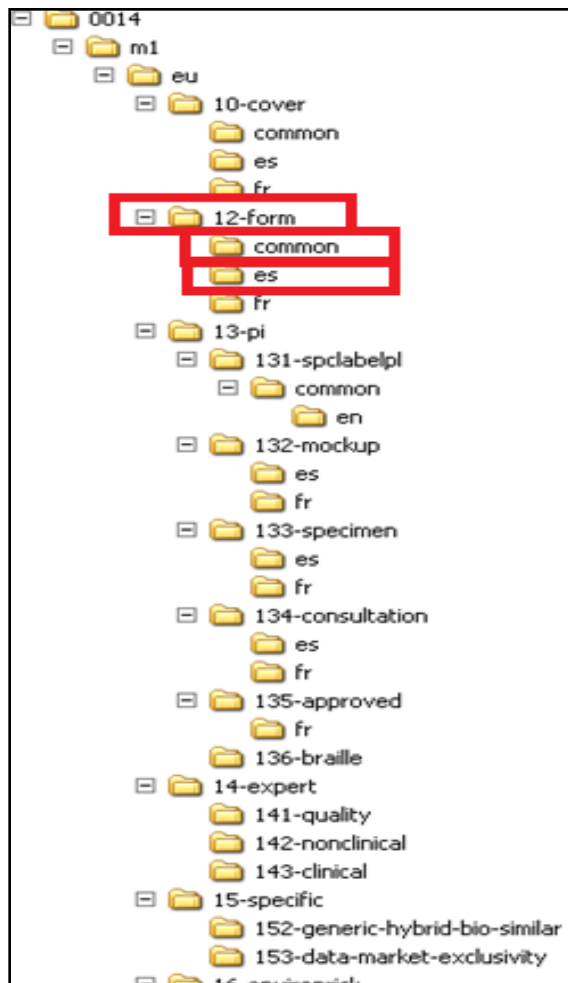 0014
m1
eu
10-cover
common
es
fr
12-form
common
es
fr
13-pi
131-spclabelpl
common
en
132-mockup
es
fr
133-specimen
es
fr
134-consultation
es
fr
135-approved
fr
136-braille
14-expert
141-quality
142-nonclinical
143-clinical
15-specific
152-generic-hybrid-bio-similar
153-data-market-exclusivity